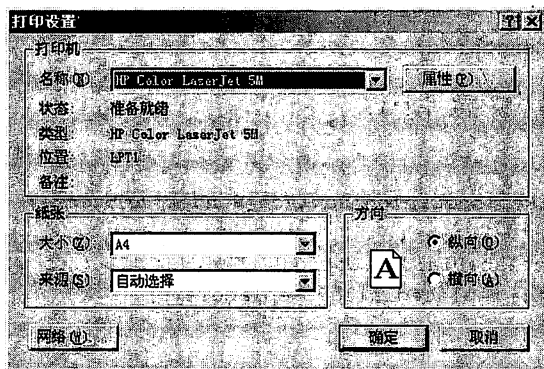 打印设置
打印机
名称(N): HP Color LaserJet 5M 属性(P)...
状态: 准备就绪
类型: HP Color LaserJet 5M
位置: LPT1
备注:
纸张
大小(Z): A4
来源(S): 自动选择
方向
A
纵向(O)
横向(A)
网络(W)... 确定 取消